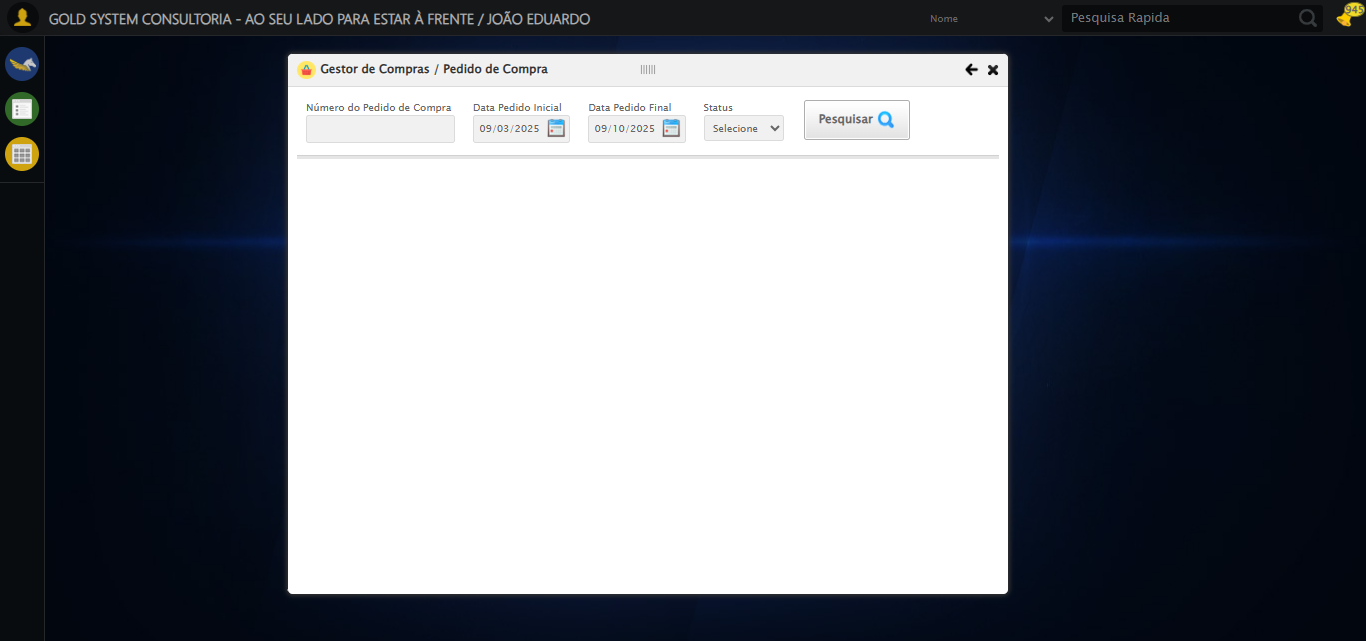 GOLD SYSTEM CONSULTORIA - AO SEU LADO PARA ESTAR À FRENTE / JOÃO EDUARDO
Nome
Pesquisa Rapida
945
Gestor de Compras / Pedido de Compra
Número do Pedido de Compra
Data Pedido Inicial
Data Pedido Final
Status
09/03/2025
09/10/2025
Selecione
Pesquisar